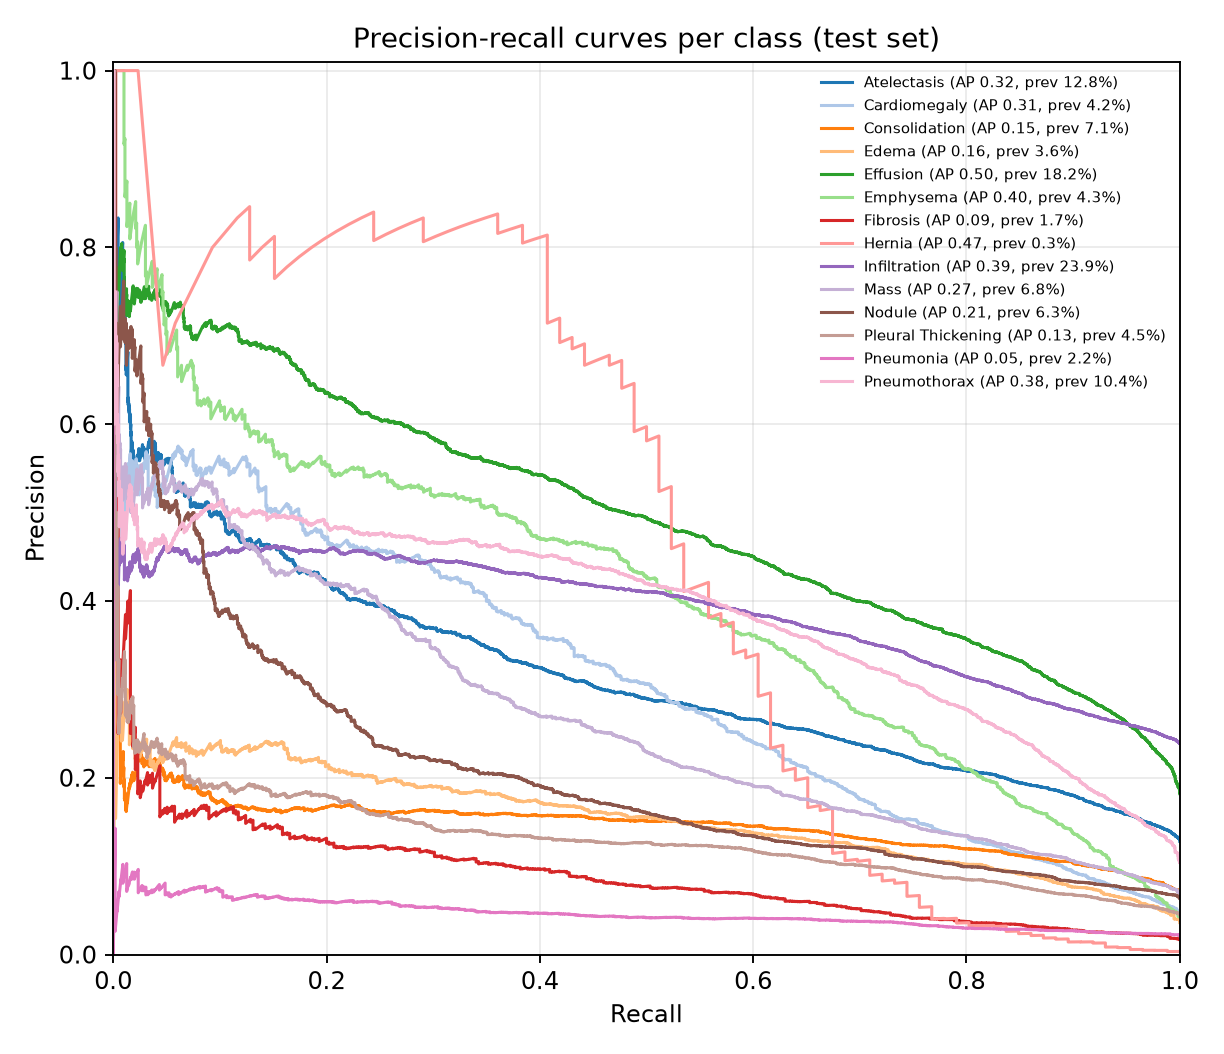 Precision-recall curves per class (test set)
1.0
0.8
0.6
0.4
0.2
0.0
Precision
Atelectasis (AP 0.32, prev 12.8%)
Cardiomegaly (AP 0.31, prev 4.2%)
Consolidation (AP 0.15, prev 7.1%)
Edema (AP 0.16, prev 3.6%)
Effusion (AP 0.50, prev 18.2%)
Emphysema (AP 0.40, prev 4.3%)
Fibrosis (AP 0.09, prev 1.7%)
Hernia (AP 0.47, prev 0.3%)
Infiltration (AP 0.39, prev 23.9%)
Mass (AP 0.27, prev 6.8%)
Nodule (AP 0.21, prev 6.3%)
Pleural Thickening (AP 0.13, prev 4.5%)
Pneumonia (AP 0.05, prev 2.2%)
Pneumothorax (AP 0.38, prev 10.4%)
0.0 0.2 0.4 0.6 0.8 1.0
Recall